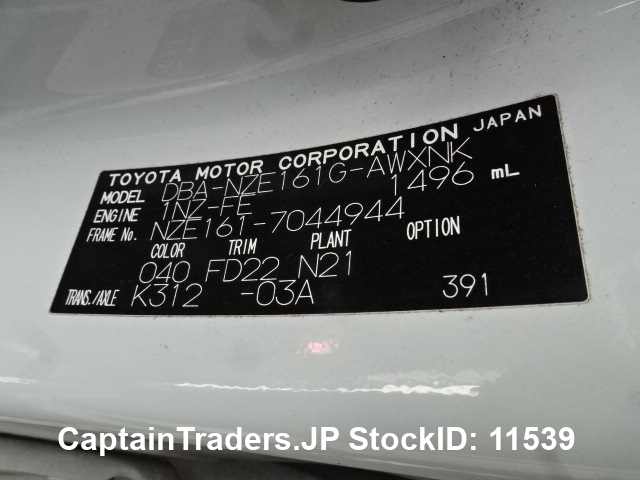 TOYOTA MOTOR CORPORATION JAPAN
MODEL DBA-NZE161G-AWXNK
ENGINE 1NZ-FE 1496 mL
FRAME No. NZE161-7044944
COLOR TRIM PLANT OPTION
040 FD22 N21
TRANS./AXLE K312 -03A 391
CaptainTraders.JP StockID: 11539